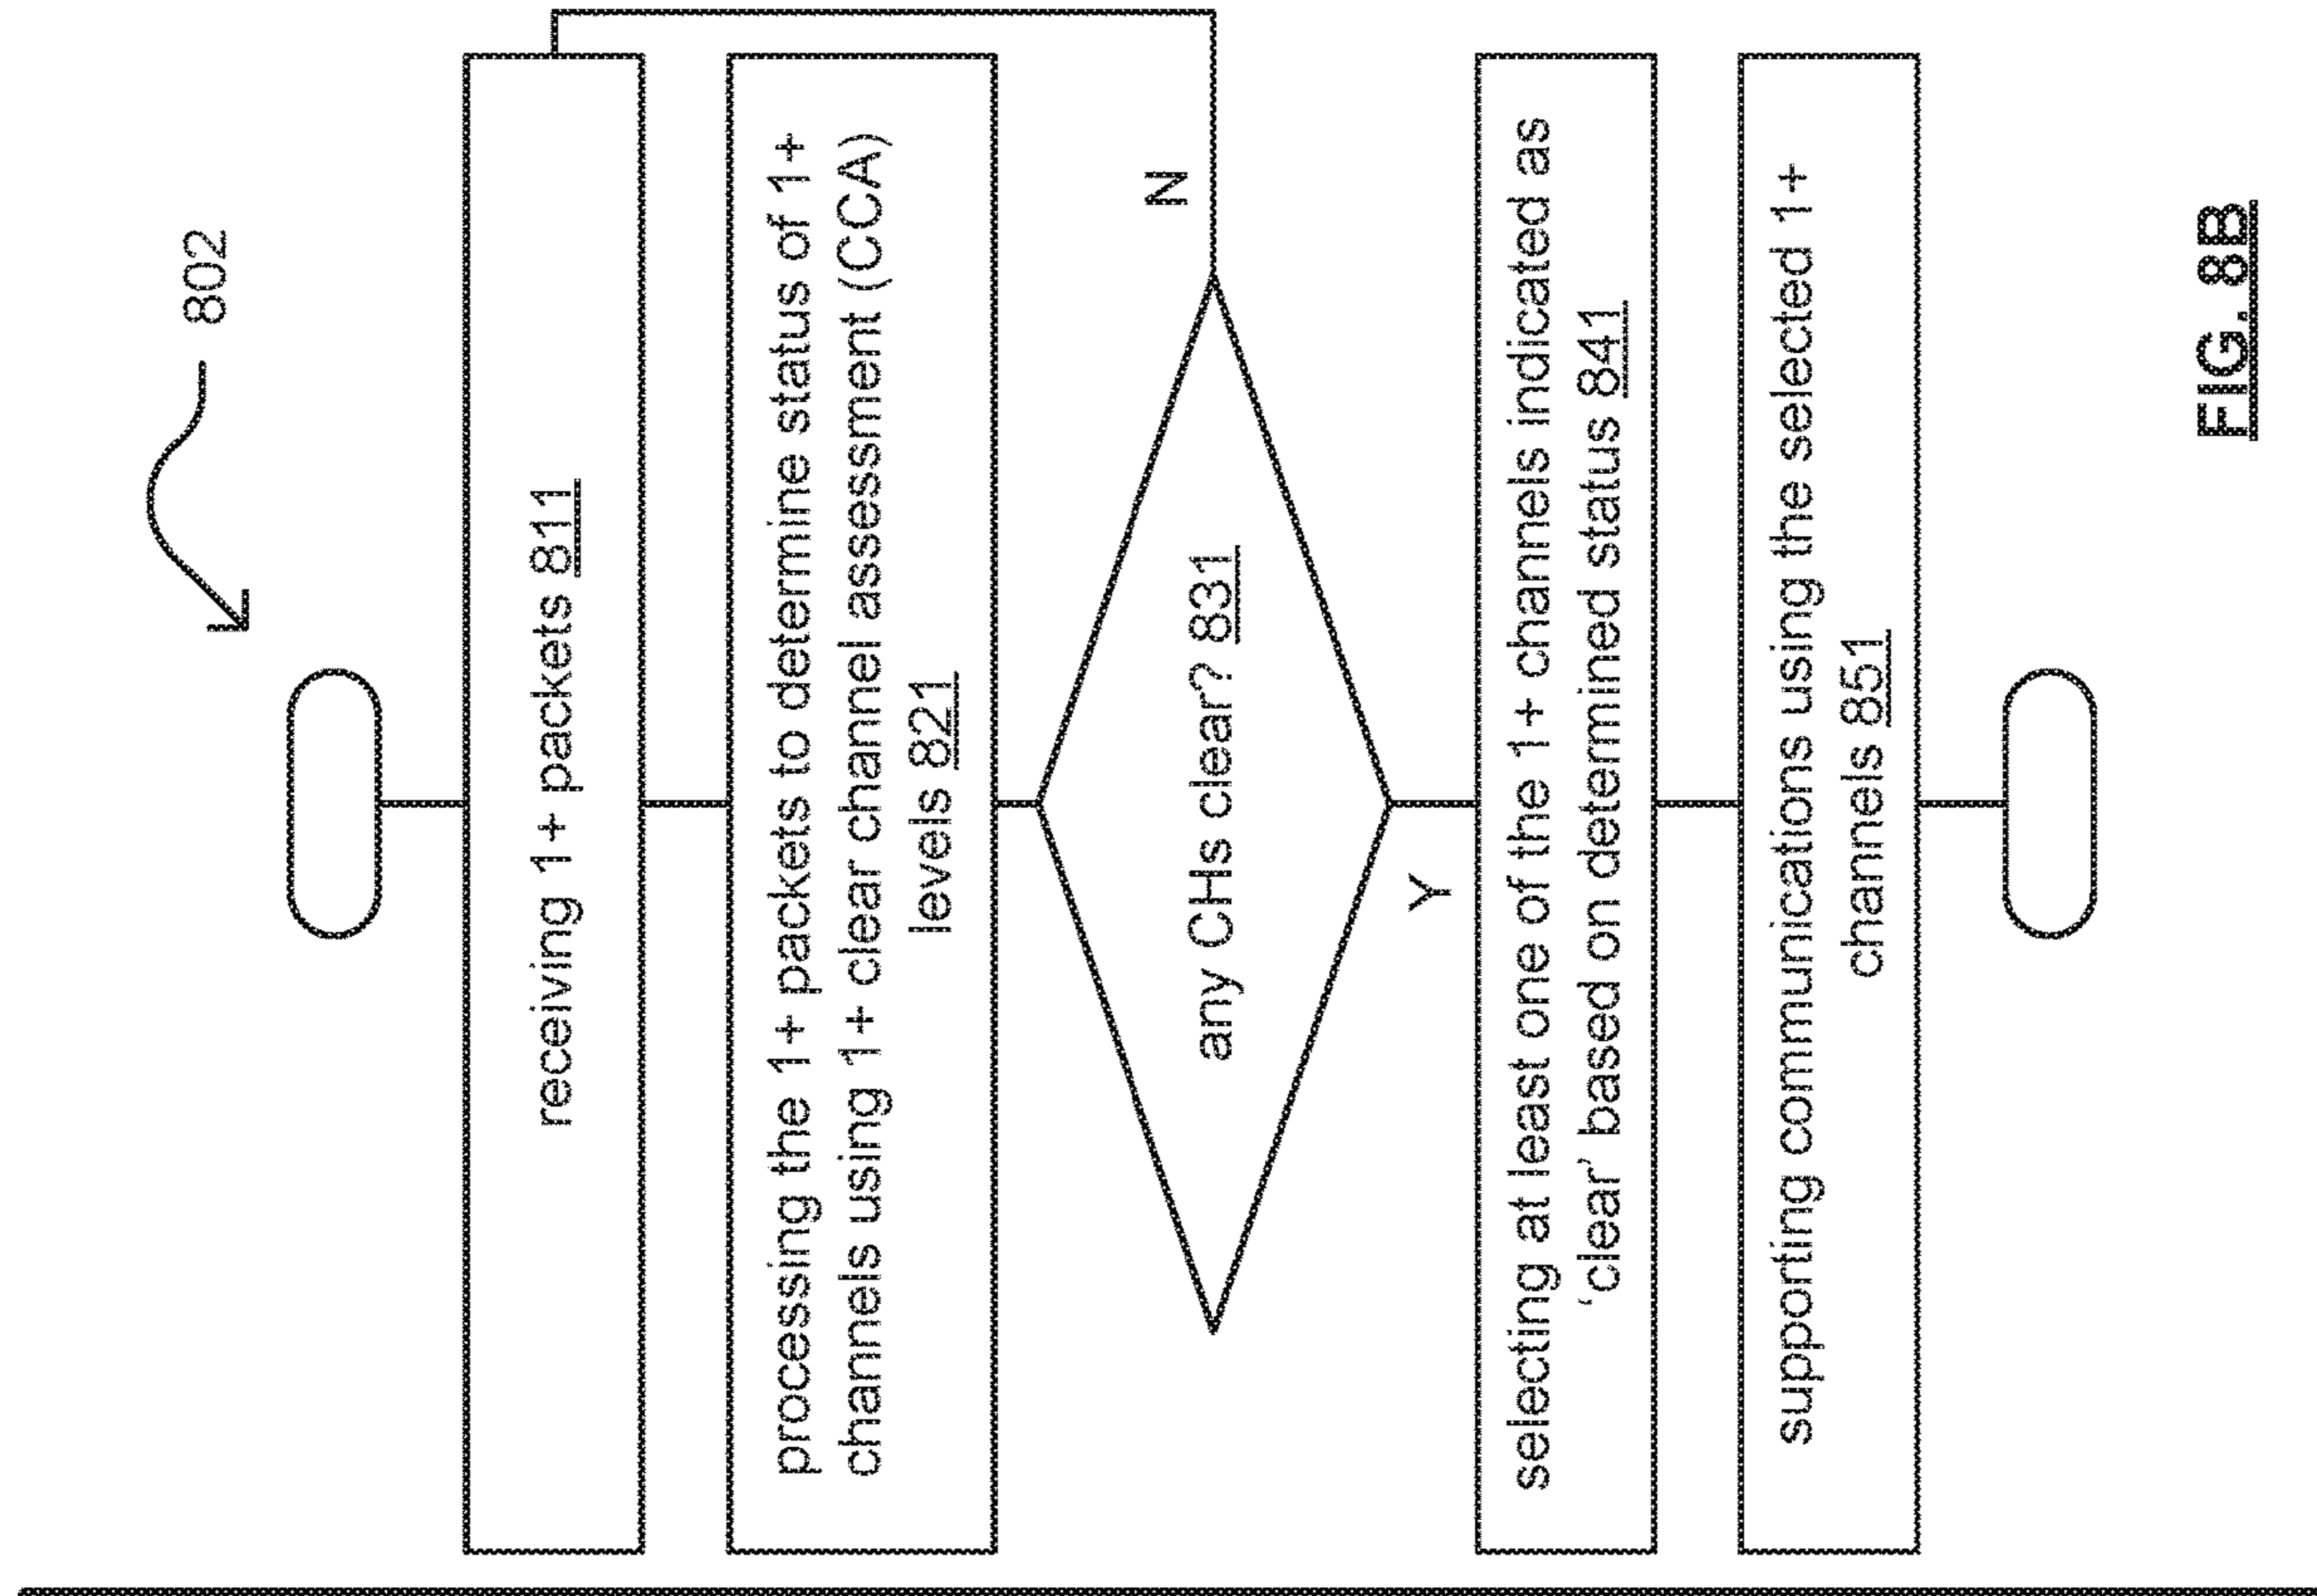 802
receiving 1+ packets 811
processing the 1+ packets to determine status of 1+
channels using 1+ clear channel assessment (CCA)
levels 821
any CHs clear? 831
N
Y
selecting at least one of the 1+ channels indicated as
‘clear’ based on determined status 841
supporting communications using the selected 1+
channels 851
FIG. 8B